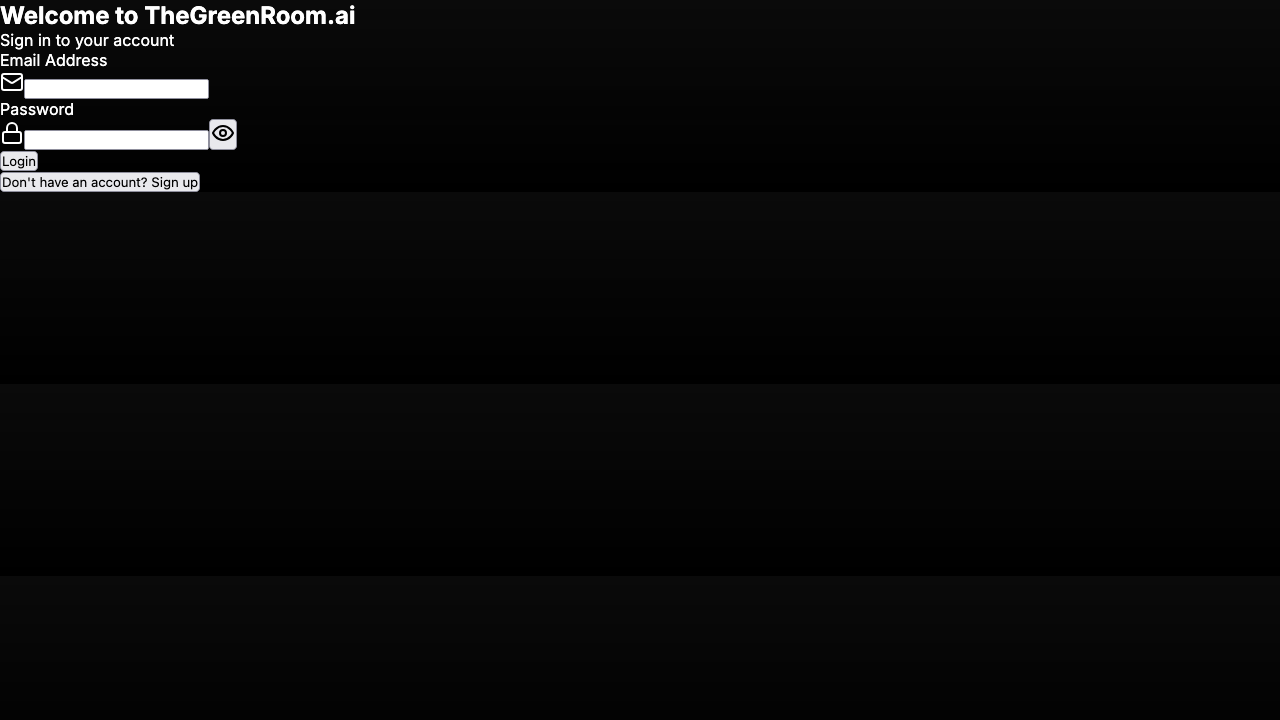 Welcome to TheGreenRoom.ai
Sign in to your account
Email Address
Password
Login
Don't have an account? Sign up